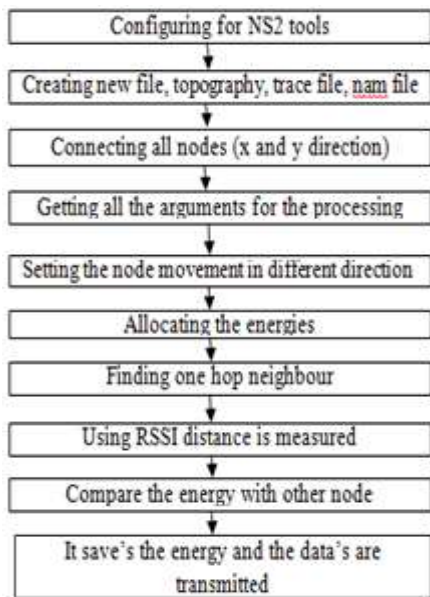 Configuring for NS2 tools
Creating new file, topography, trace file, nam file
Connecting all nodes (x and y direction)
Getting all the arguments for the processing
Setting the node movement in different direction
Allocating the energies
Finding one hop neighbour
Using RSSI distance is measured
Compare the energy with other node
It save's the energy and the data's are
transmitted